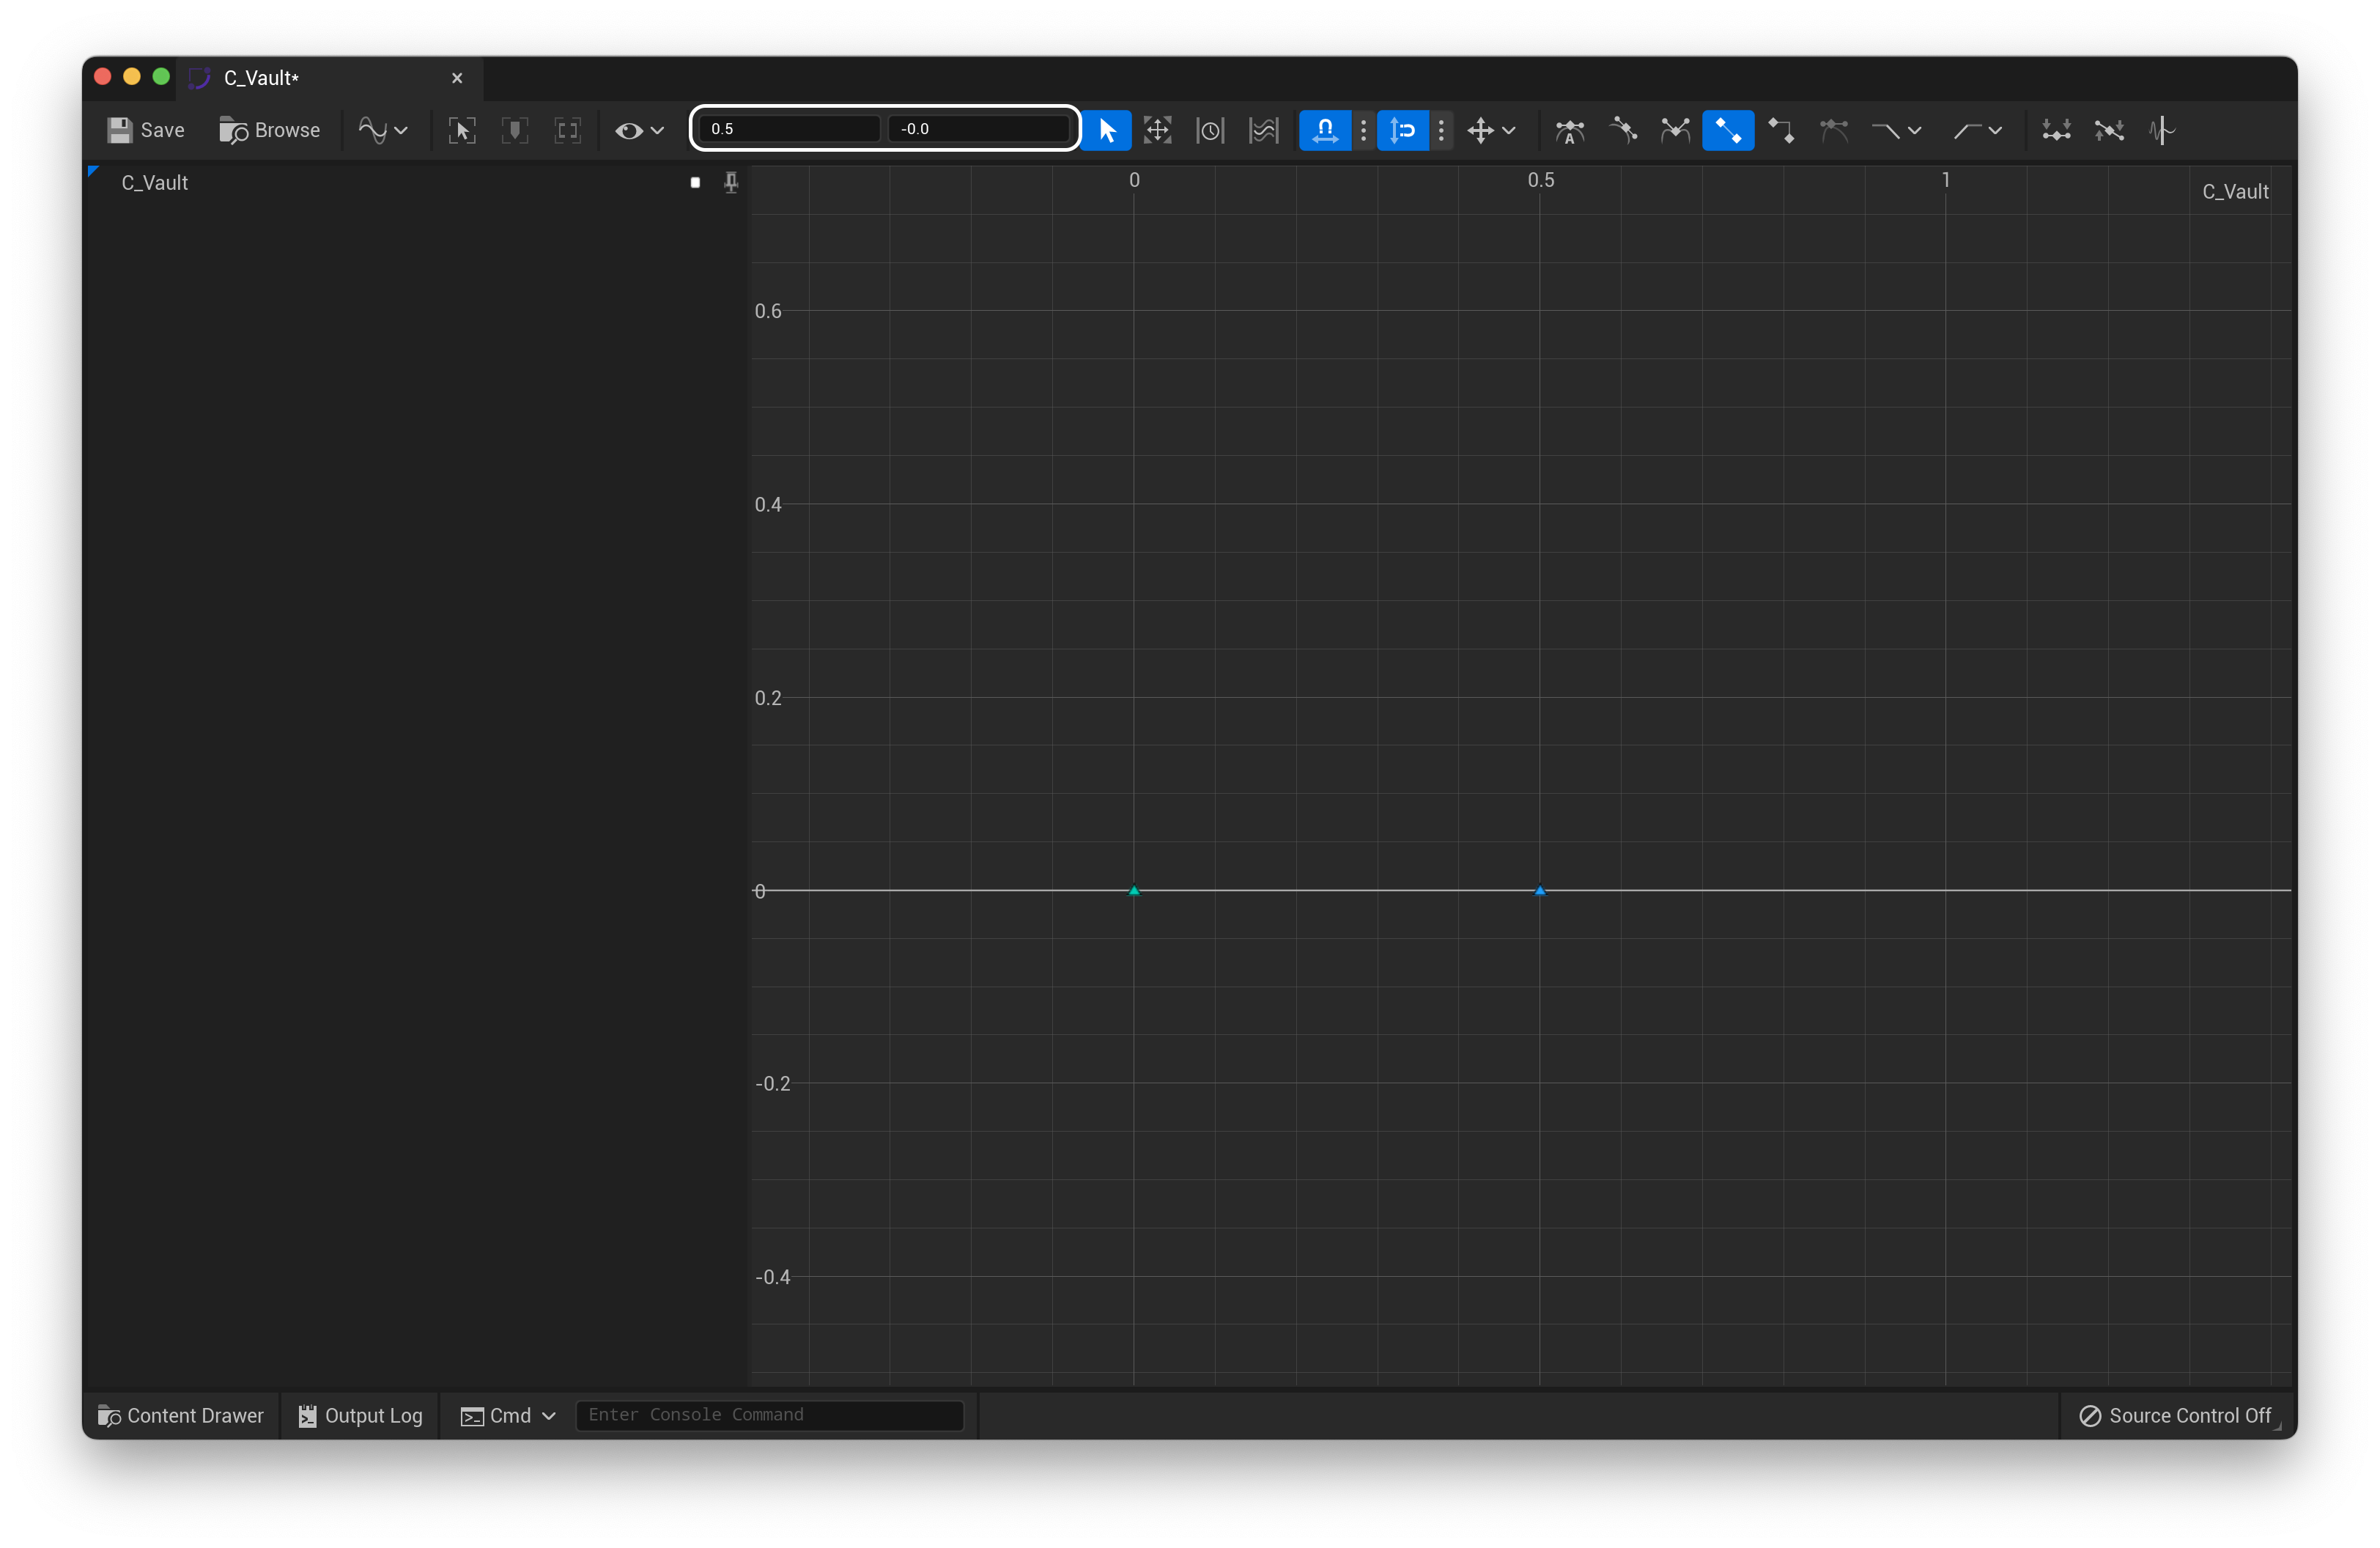 C_Vault*
Save
Browse
0.5
-0.0
A
C_Vault
0
0.5
1
C_Vault
0.6
0.4
0.2
0
-0.2
-0.4
Content Drawer
Output Log
Cmd
Enter Console Command
Source Control Off